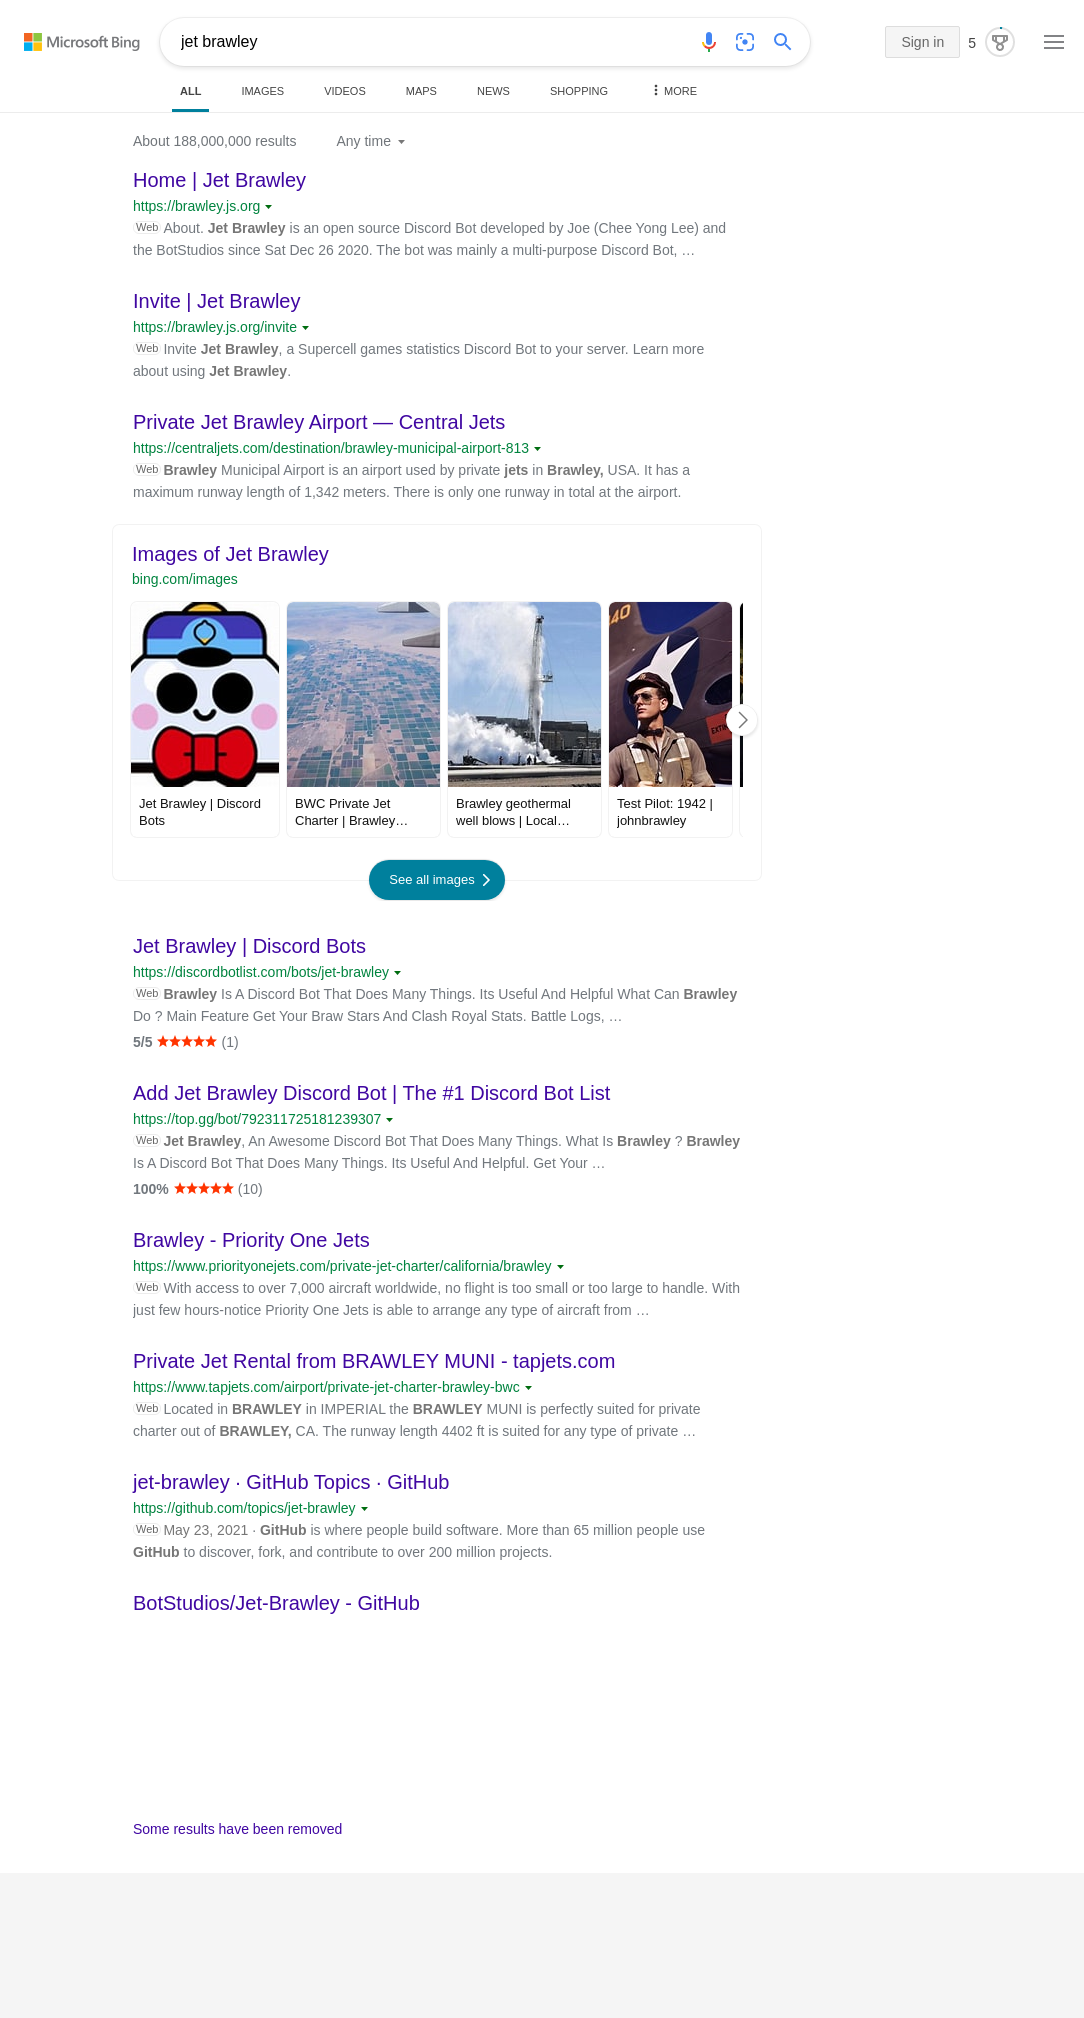 Microsoft Bing
jet brawley
Sign in
5
ALL
IMAGES
VIDEOS
MAPS
NEWS
SHOPPING
MORE
About 188,000,000 results
Any time
Home | Jet Brawley
https://brawley.js.org
Web About. Jet Brawley is an open source Discord Bot developed by Joe (Chee Yong Lee) and
the BotStudios since Sat Dec 26 2020. The bot was mainly a multi-purpose Discord Bot, …
Invite | Jet Brawley
https://brawley.js.org/invite
Web Invite Jet Brawley, a Supercell games statistics Discord Bot to your server. Learn more
about using Jet Brawley.
Private Jet Brawley Airport — Central Jets
https://centraljets.com/destination/brawley-municipal-airport-813
Web Brawley Municipal Airport is an airport used by private jets in Brawley, USA. It has a
maximum runway length of 1,342 meters. There is only one runway in total at the airport.
Images of Jet Brawley
bing.com/images
40
EXTIN
Jet Brawley | Discord
Bots
BWC Private Jet
Charter | Brawley…
Brawley geothermal
well blows | Local…
Test Pilot: 1942 |
johnbrawley
See all images
Jet Brawley | Discord Bots
https://discordbotlist.com/bots/jet-brawley
Web Brawley Is A Discord Bot That Does Many Things. Its Useful And Helpful What Can Brawley
Do ? Main Feature Get Your Braw Stars And Clash Royal Stats. Battle Logs, …
5/5 (1)
Add Jet Brawley Discord Bot | The #1 Discord Bot List
https://top.gg/bot/792311725181239307
Web Jet Brawley, An Awesome Discord Bot That Does Many Things. What Is Brawley ? Brawley
Is A Discord Bot That Does Many Things. Its Useful And Helpful. Get Your …
100% (10)
Brawley - Priority One Jets
https://www.priorityonejets.com/private-jet-charter/california/brawley
Web With access to over 7,000 aircraft worldwide, no flight is too small or too large to handle. With
just few hours-notice Priority One Jets is able to arrange any type of aircraft from …
Private Jet Rental from BRAWLEY MUNI - tapjets.com
https://www.tapjets.com/airport/private-jet-charter-brawley-bwc
Web Located in BRAWLEY in IMPERIAL the BRAWLEY MUNI is perfectly suited for private
charter out of BRAWLEY, CA. The runway length 4402 ft is suited for any type of private …
jet-brawley · GitHub Topics · GitHub
https://github.com/topics/jet-brawley
Web May 23, 2021 · GitHub is where people build software. More than 65 million people use
GitHub to discover, fork, and contribute to over 200 million projects.
BotStudios/Jet-Brawley - GitHub
Some results have been removed